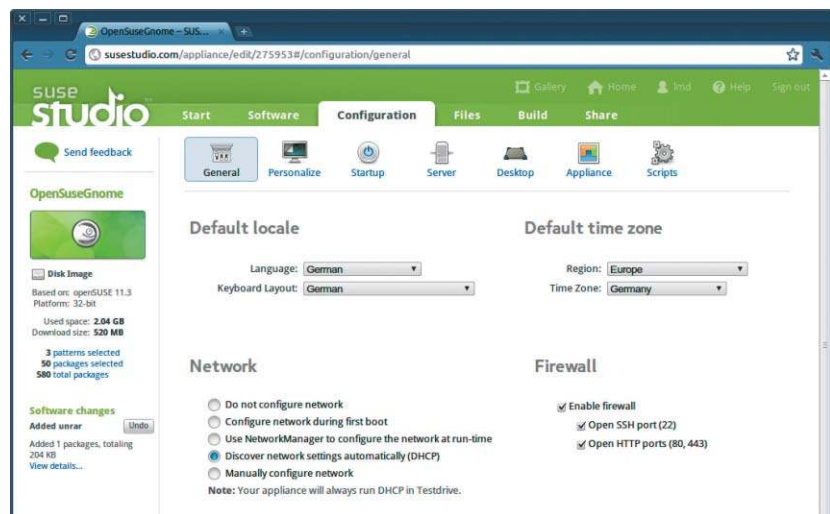 OpenSuseGnome – SUS...
susestudio.com/appliance/edit/275953#/configuration/general
Gallery Home lmd Help Sign out
suse studio
Start Software Configuration Files Build Share
Send feedback
General Personalize Startup Server Desktop Appliance Scripts
OpenSuseGnome
Disk Image
Based on: openSUSE 11.3
Platform: 32-bit
Used space: 2.04 GB
Download size: 520 MB
3 patterns selected
50 packages selected
580 total packages
Software changes
Added unrar Undo
Added 1 packages, totaling
204 KB
View details...
Default locale
Language: German
Keyboard Layout: German
Default time zone
Region: Europe
Time Zone: Germany
Network
Do not configure network
Configure network during first boot
Use NetworkManager to configure the network at run-time
Discover network settings automatically (DHCP)
Manually configure network
Note: Your appliance will always run DHCP in Testdrive.
Firewall
Enable firewall
Open SSH port (22)
Open HTTP ports (80, 443)